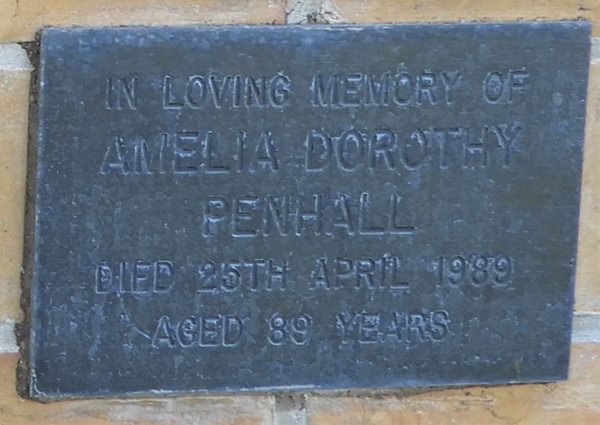 IN LOVING MEMORY OF
AMELIA DOROTHY
PENHALL
DIED 25TH APRIL 1989
AGED 89 YEARS